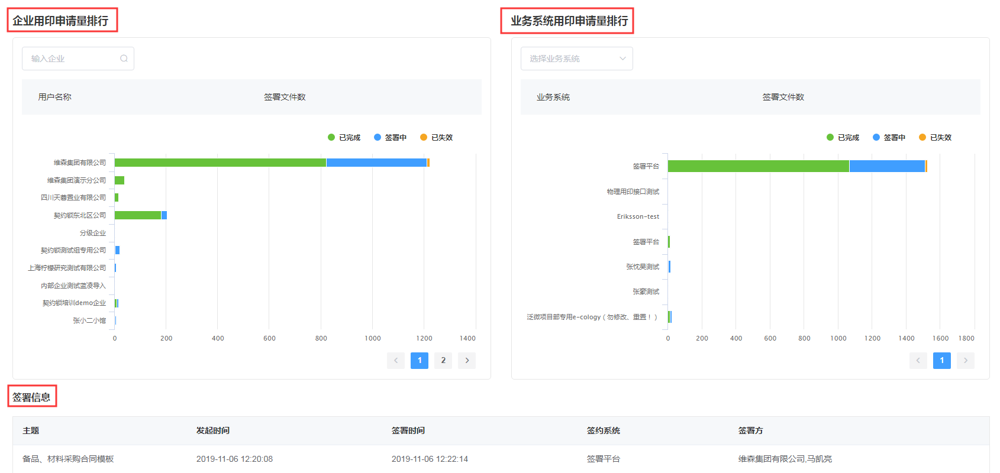 企业用印申请量排行
业务系统用印申请量排行
输入企业
选择业务系统
用户名称 签署文件数
业务系统 签署文件数
已完成 签署中 已失效
维森集团有限公司
维森集团演示分公司
四川天蓉置业有限公司
契约锁东北区公司
分级企业
契约锁测试组专用公司
上海柠檬研究测试有限公司
内部企业测试蓝凌导入
契约锁培训demo企业
张小二小馆
0 200 400 600 800 1000 1200 1400
1 2
已完成 签署中 已失效
签署平台
物理用印接口测试
Eriksson-test
签署平台
张忱昊测试
张豪测试
泛微项目部专用e-cology（勿修改、重置！）
0 200 400 600 800 1000 1200 1400 1600 1800
1
签署信息
主题 发起时间 签署时间 签约系统 签署方
备品、材料采购合同模板 2019-11-06 12:20:08 2019-11-06 12:22:14 签署平台 维森集团有限公司,马凯亮